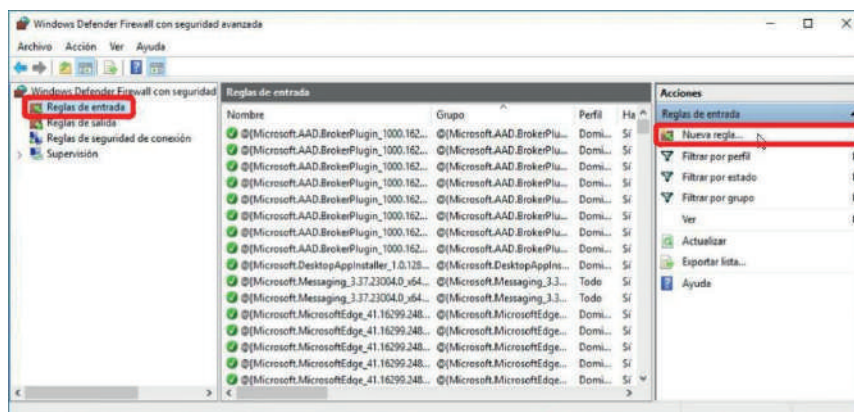 Windows Defender Firewall con seguridad avanzada
Archivo Acción Ver Ayuda
Windows Defender Firewall con seguridad
Reglas de entrada
Reglas de salida
Reglas de seguridad de conexión
Supervisión
Reglas de entrada
Nombre Grupo Perfil Ha
@{Microsoft.AAD.BrokerPlugin_1000.162... @{Microsoft.AAD.BrokerPlu... Domi... Sí
@{Microsoft.AAD.BrokerPlugin_1000.162... @{Microsoft.AAD.BrokerPlu... Domi... Sí
@{Microsoft.AAD.BrokerPlugin_1000.162... @{Microsoft.AAD.BrokerPlu... Domi... Sí
@{Microsoft.AAD.BrokerPlugin_1000.162... @{Microsoft.AAD.BrokerPlu... Domi... Sí
@{Microsoft.AAD.BrokerPlugin_1000.162... @{Microsoft.AAD.BrokerPlu... Domi... Sí
@{Microsoft.AAD.BrokerPlugin_1000.162... @{Microsoft.AAD.BrokerPlu... Domi... Sí
@{Microsoft.AAD.BrokerPlugin_1000.162... @{Microsoft.AAD.BrokerPlu... Domi... Sí
@{Microsoft.AAD.BrokerPlugin_1000.162... @{Microsoft.AAD.BrokerPlu... Domi... Sí
@{Microsoft.DesktopAppInstaller_1.0.128... @{Microsoft.DesktopAppIns... Domi... Sí
@{Microsoft.Messaging_3.37.23004.0_x64... @{Microsoft.Messaging_3.3... Todo Sí
@{Microsoft.Messaging_3.37.23004.0_x64... @{Microsoft.Messaging_3.3... Todo Sí
@{Microsoft.MicrosoftEdge_41.16299.248... @{Microsoft.MicrosoftEdge... Domi... Sí
@{Microsoft.MicrosoftEdge_41.16299.248... @{Microsoft.MicrosoftEdge... Domi... Sí
@{Microsoft.MicrosoftEdge_41.16299.248... @{Microsoft.MicrosoftEdge... Domi... Sí
@{Microsoft.MicrosoftEdge_41.16299.248... @{Microsoft.MicrosoftEdge... Domi... Sí
Acciones
Reglas de entrada
Nueva regla...
Filtrar por perfil
Filtrar por estado
Filtrar por grupo
Ver
Actualizar
Exportar lista...
Ayuda